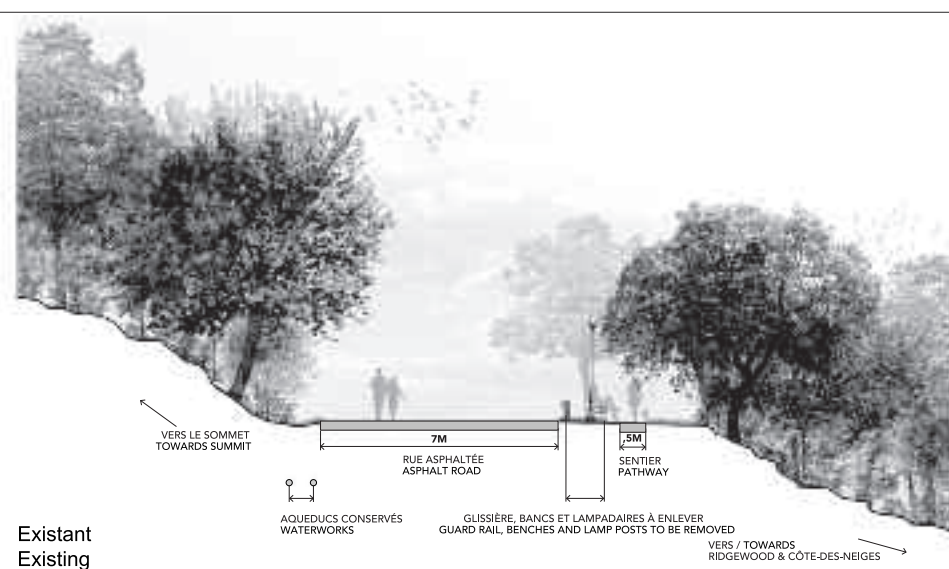 VERS LE SOMMET
TOWARDS SUMMIT
7M
RUE ASPHALTÉE
ASPHALT ROAD
,5M
SENTIER
PATHWAY
AQUEDUCS CONSERVÉS
WATERWORKS
GLISSIÈRE, BANCS ET LAMPADAIRES À ENLEVER
GUARD RAIL, BENCHES AND LAMP POSTS TO BE REMOVED
VERS / TOWARDS
RIDGEWOOD & CÔTE-DES-NEIGES
Existant
Existing